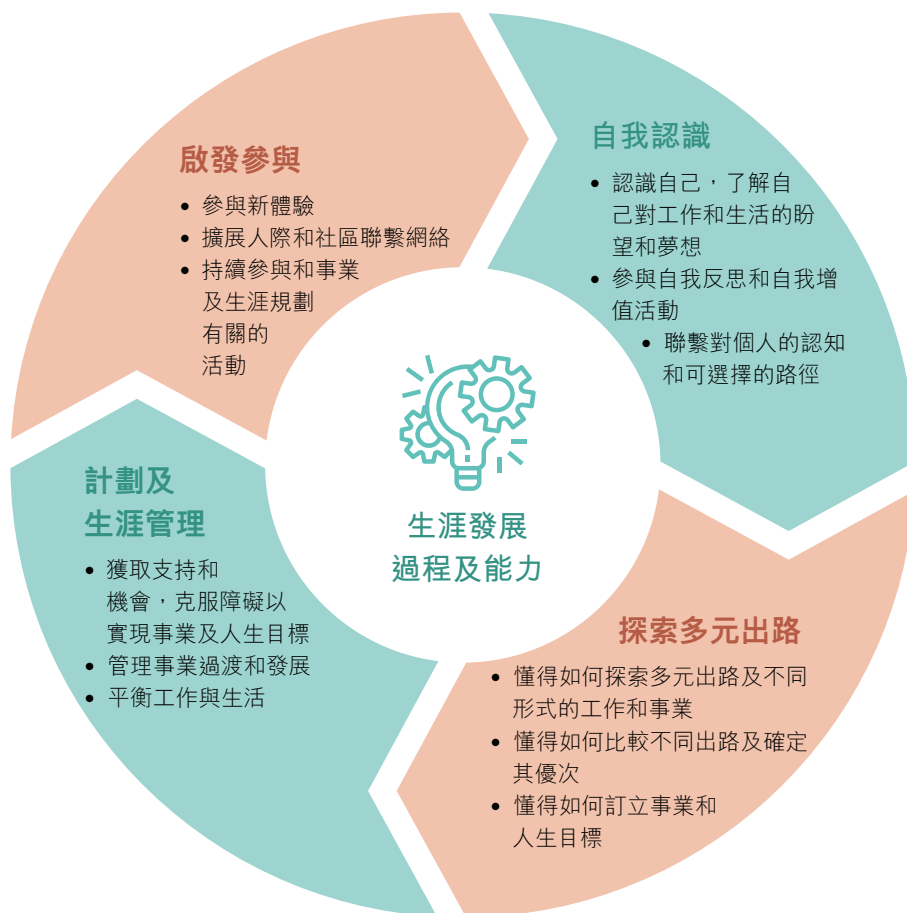 啟發參與
• 參與新體驗
• 擴展人際和社區聯繫網絡
• 持續參與和事業
及生涯規劃
有關的
活動
自我認識
• 認識自己，了解自
己對工作和生活的盼
望和夢想
• 參與自我反思和自我增
值活動
• 聯繫對個人的認知
和可選擇的路徑
探索多元出路
• 懂得如何探索多元出路及不同
形式的工作和事業
• 懂得如何比較不同出路及確定
其優次
• 懂得如何訂立事業和
人生目標
計劃及
生涯管理
• 獲取支持和
機會，克服障礙以
實現事業及人生目標
• 管理事業過渡和發展
• 平衡工作與生活
生涯發展
過程及能力